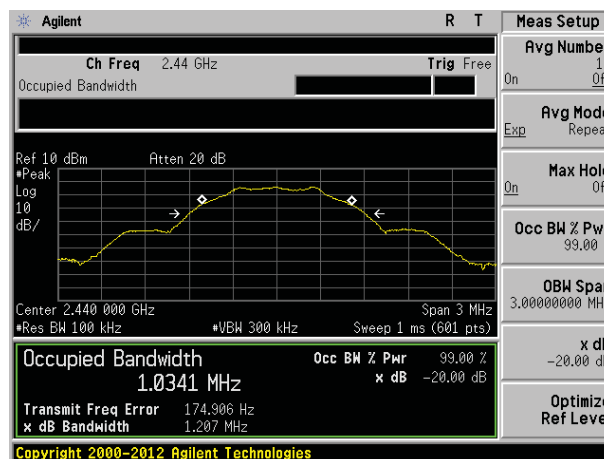 Agilent R T Meas Setup
Avg Number
1
On Of
Ch Freq 2.44 GHz Trig Free
Occupied Bandwidth
Avg Mode
Exp Repea
Ref 10 dBm Atten 20 dB
#Peak
Log
10
dB/
Max Hold
On Of
Occ BW % Pwr
99.00
OBW Span
3.00000000 MH
Center 2.440 000 GHz Span 3 MHz
#Res BW 100 kHz #VBW 300 kHz Sweep 1 ms (601 pts)
x dB
-20.00 dB
Occupied Bandwidth Occ BW % Pwr 99.00 %
1.0341 MHz x dB -20.00 dB
Transmit Freq Error 174.906 Hz
x dB Bandwidth 1.207 MHz
Optimize
Ref Level
Copyright 2000-2012 Agilent Technologies